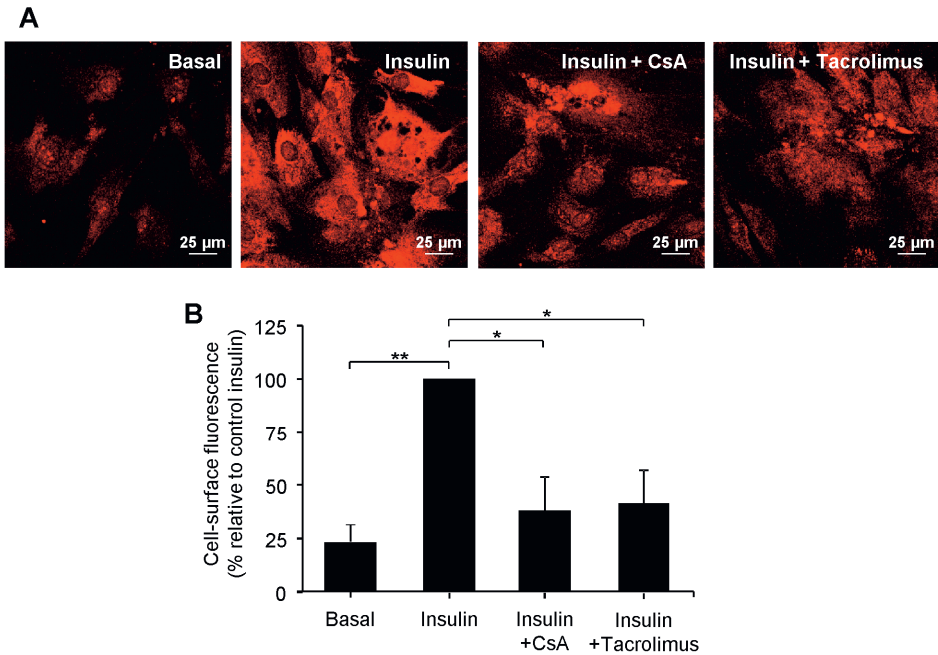 A
Basal
Insulin
Insulin + CsA
Insulin + Tacrolimus
25 µm
25 µm
25 µm
25 µm
B
Cell-surface fluorescence
(% relative to control insulin)
125
100
75
50
25
0
**
*
*
Basal
Insulin
Insulin
+CsA
Insulin
+Tacrolimus